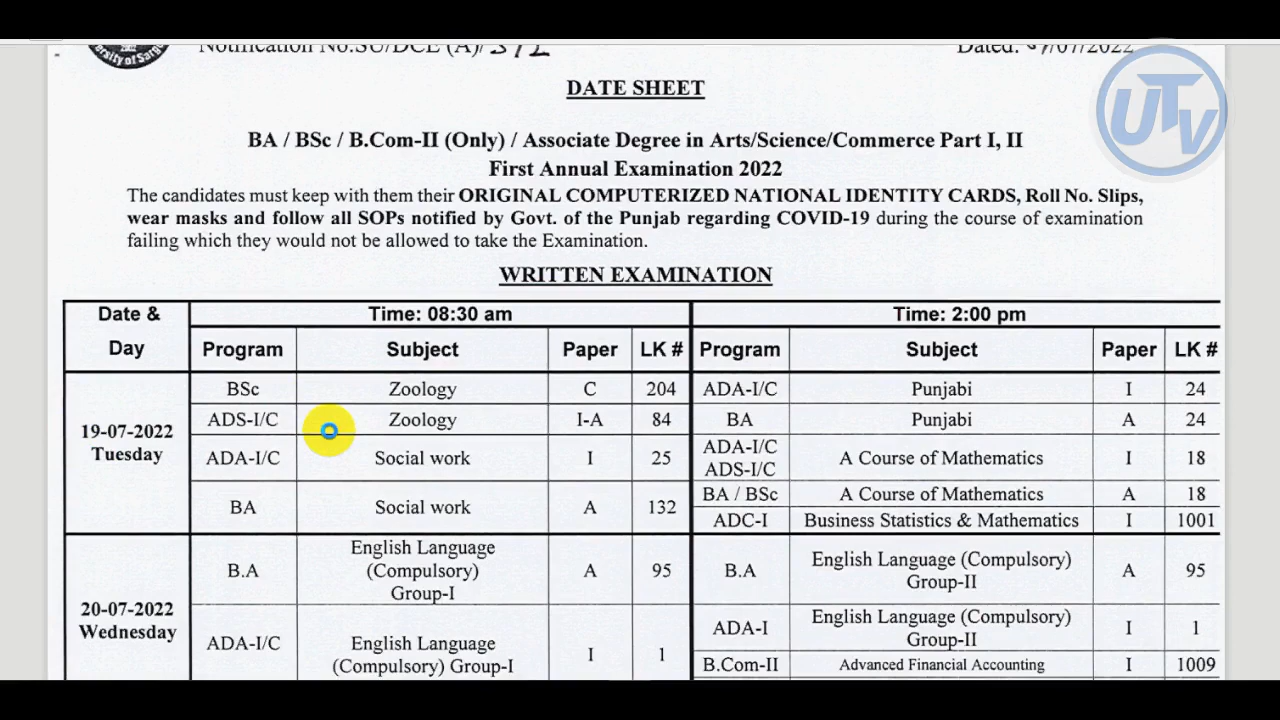 Notification No.SU/DCE (A)/
Dated: /07/2022
UTV
DATE SHEET
BA / BSc / B.Com-II (Only) / Associate Degree in Arts/Science/Commerce Part I, II
First Annual Examination 2022
The candidates must keep with them their ORIGINAL COMPUTERIZED NATIONAL IDENTITY CARDS, Roll No. Slips,
wear masks and follow all SOPs notified by Govt. of the Punjab regarding COVID-19 during the course of examination
failing which they would not be allowed to take the Examination.
WRITTEN EXAMINATION
Date & Day Time: 08:30 am Time: 2:00 pm
Program Subject Paper LK # Program Subject Paper LK #
19-07-2022
Tuesday
BSc Zoology C 204 ADA-I/C Punjabi I 24
ADS-I/C Zoology I-A 84 BA Punjabi A 24
ADA-I/C Social work I 25 ADA-I/C ADS-I/C A Course of Mathematics I 18
BA Social work A 132 BA / BSc A Course of Mathematics A 18
ADC-I Business Statistics & Mathematics I 1001
20-07-2022
Wednesday
B.A English Language (Compulsory) Group-I A 95 B.A English Language (Compulsory) Group-II A 95
ADA-I/C English Language (Compulsory) Group-I I 1 ADA-I English Language (Compulsory) Group-II I 1
B.Com-II Advanced Financial Accounting I 1009